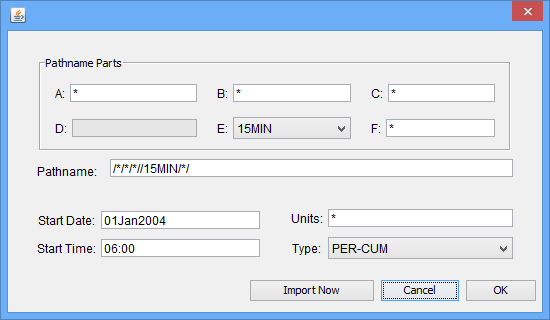 Pathname Parts
A: * B: * C: *
D: E: 15MIN F: *
Pathname: /*/*/*//15MIN/*/
Start Date: 01Jan2004 Units: *
Start Time: 06:00 Type: PER-CUM
Import Now Cancel OK